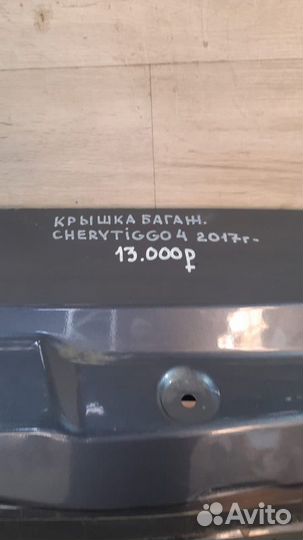 КРЫШКА БАГАЖ.
CHERYTiGGO4 2017г-
13.000р
Avito